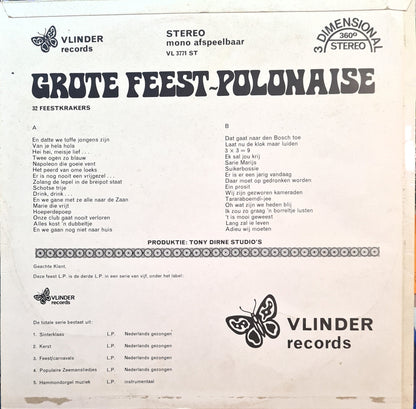 VLINDER
records
STEREO
mono afspeelbaar
VL 3771 ST
3 DIMENSIONAL
360°
STEREO
GROTE FEEST-POLONAISE
32 FEESTKRAKERS
A
En datte we toffe jongens zijn
Van je hela hola
Hei hei, meisje lief . . .
Twee ogen zo blauw
Napoleon die goeie vent
Het peerd van ome loeks
Er is nog nooit een vrijgezel . . .
Zolang de lepel in de breipot staat
Schotse trije
Drink, drink . . .
En we gane met ze alle naar de Zaan
Marie die vrijt
Hoeperdepoep
Onze club gaat nooit verloren
Alles kost 'n dubbeltje
En we gaan nog niet naar huis
B
Dat gaat naar den Bosch toe
Laat nu de klok maar luiden
3 x 3 = 9
Ek sal jou krij
Sarie Marijs
Suikerbossie
Er is er een jarig vandaag
Daar moet op gedronken worden
Ein prosit
Wij zijn gezworen kameraden
Tararaboemdi-jee
Oh wat zijn we heden blij
Ik zou zo graag 'n borreltje lusten
't is mooi geweest
Lang zal ie leven
Adieu wij moeten
PRODUKTIE: TONY DIRNE STUDIO'S
Geachte Klant,
Deze feest L.P. is de derde L.P. in een serie van vijf, onder het label:
VLINDER
records
VLINDER
records
De totale serie bestaat uit:
1. Sinterklaas L.P. Nederlands gezongen
2. Kerst L.P. Nederlands gezongen
3. Feest/carnavals L.P. Nederlands gezongen
4. Populaire Zeemansliedjes L.P. Nederlands gezongen
5. Hammondorgel muziek L.P. instrumentaal